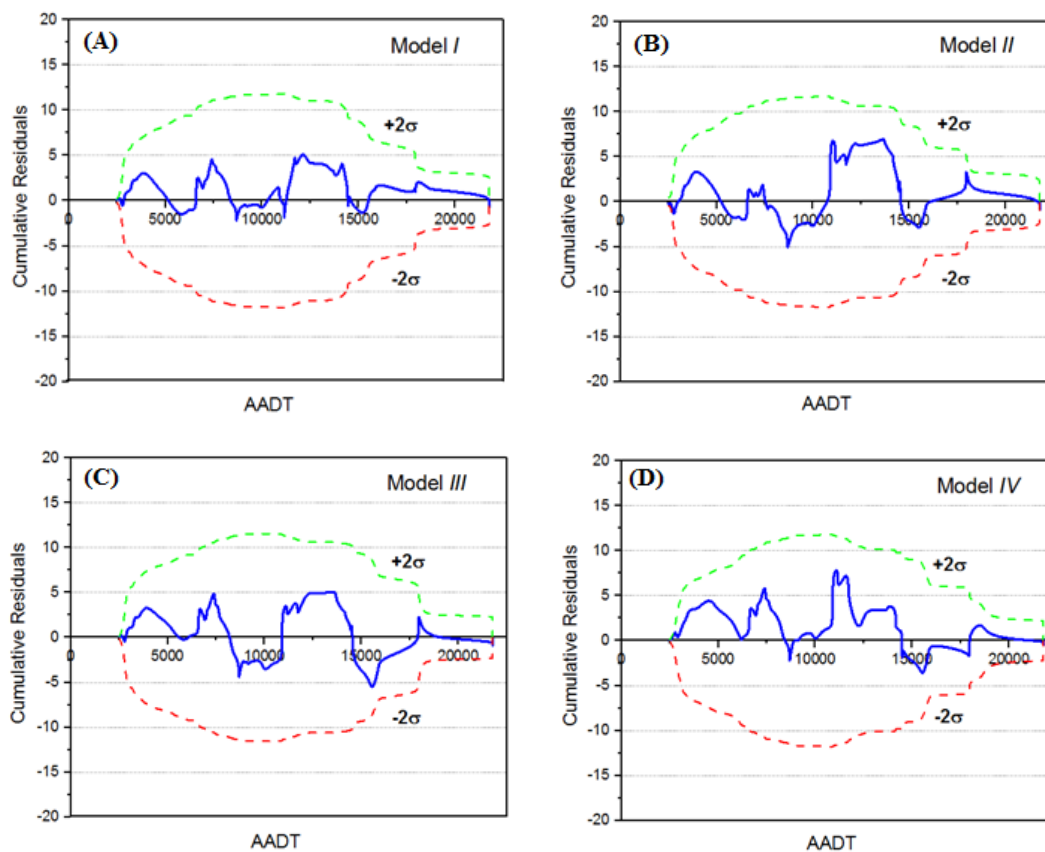 (A)
Model I
20
15
10
5
0
-5
-10
-15
-20
+2σ
-2σ
0 5000 10000 15000 20000
Cumulative Residuals
AADT
(B)
Model II
20
15
10
5
0
-5
-10
-15
-20
+2σ
-2σ
0 5000 10000 15000 20000
Cumulative Residuals
AADT
(C)
Model III
20
15
10
5
0
-5
-10
-15
-20
+2σ
-2σ
0 5000 10000 15000 20000
Cumulative Residuals
AADT
(D)
Model IV
20
15
10
5
0
-5
-10
-15
-20
+2σ
-2σ
0 5000 10000 15000 20000
Cumulative Residuals
AADT